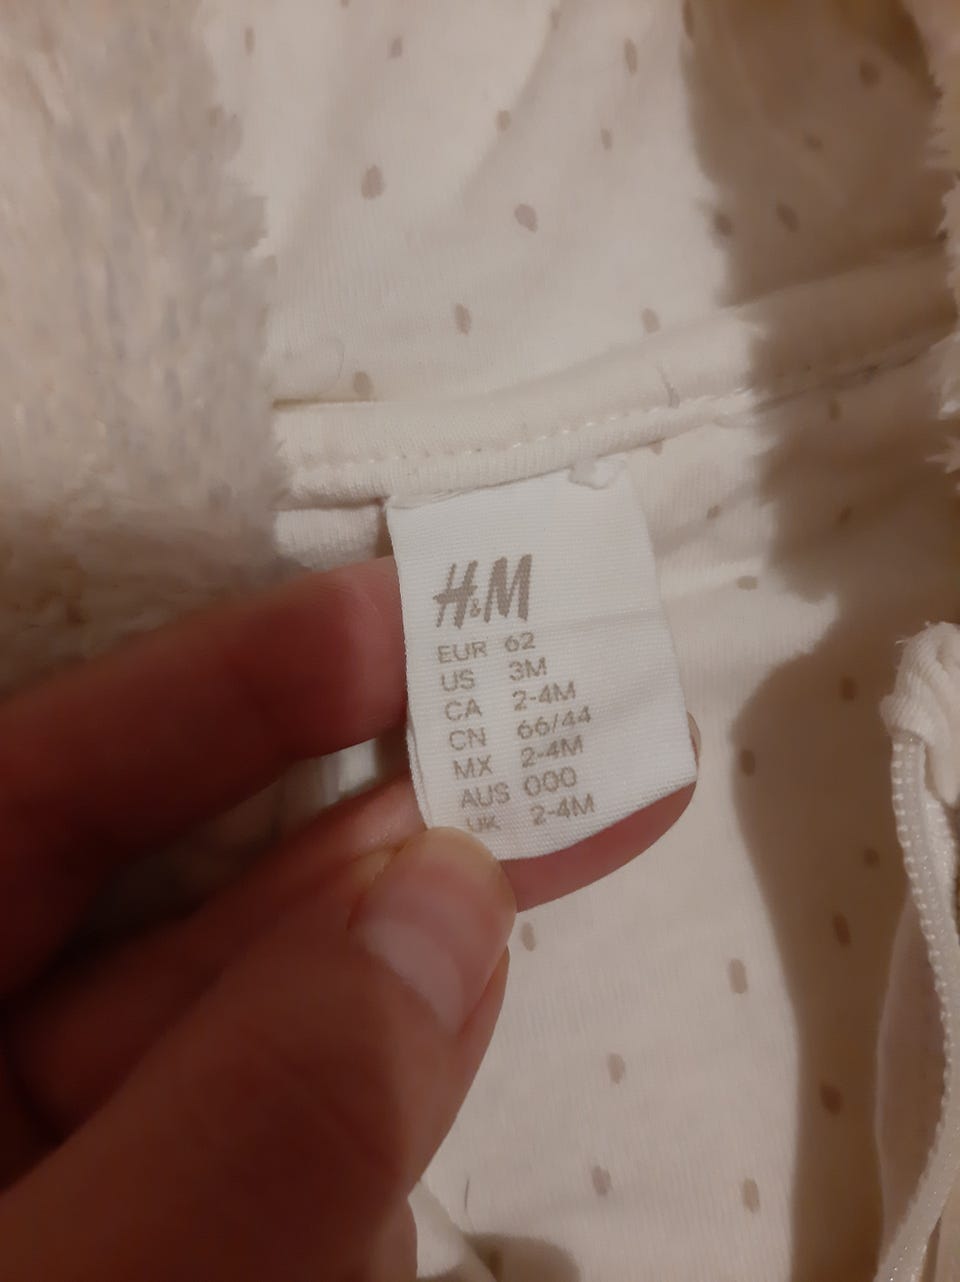 H&M
EUR 62
US 3M
CA 2-4M
CN 66/44
MX 2-4M
AUS 000
UK 2-4M